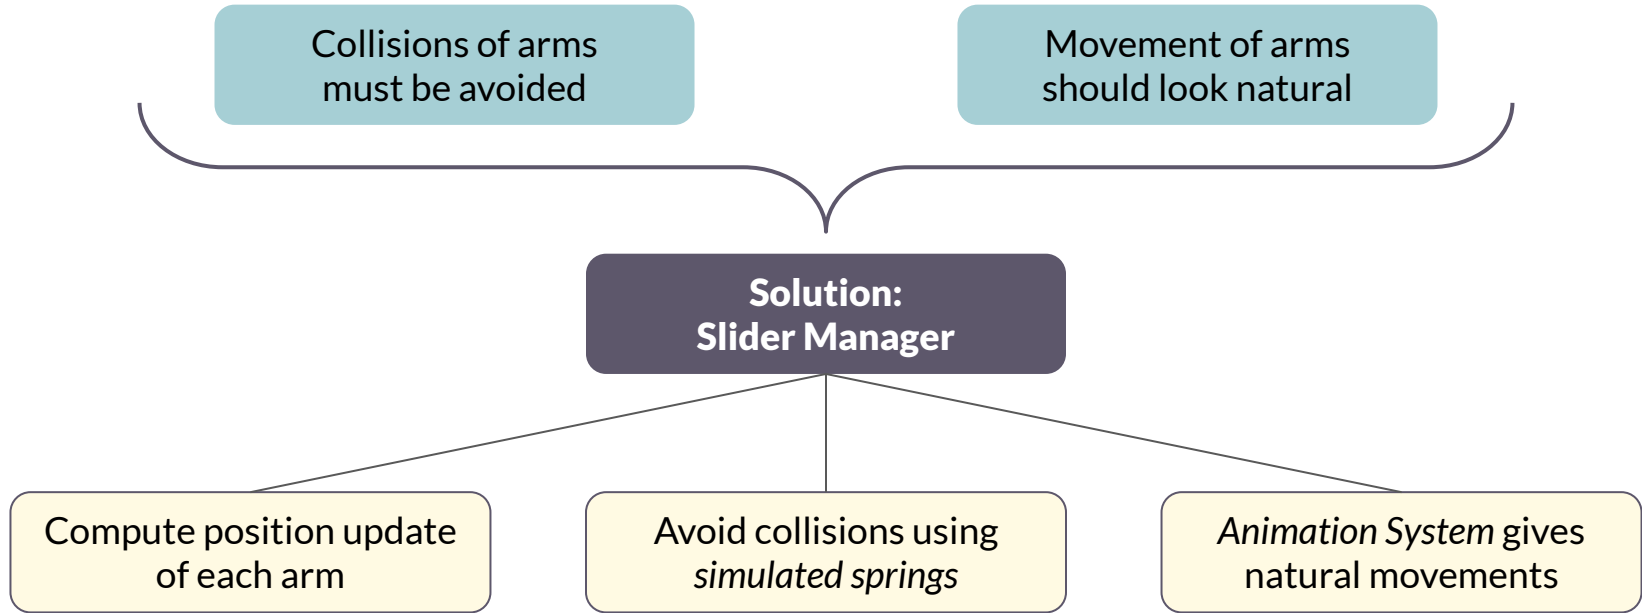 Collisions of arms
must be avoided
Movement of arms
should look natural
Solution:
Slider Manager
Compute position update
of each arm
Avoid collisions using
simulated springs
Animation System gives
natural movements